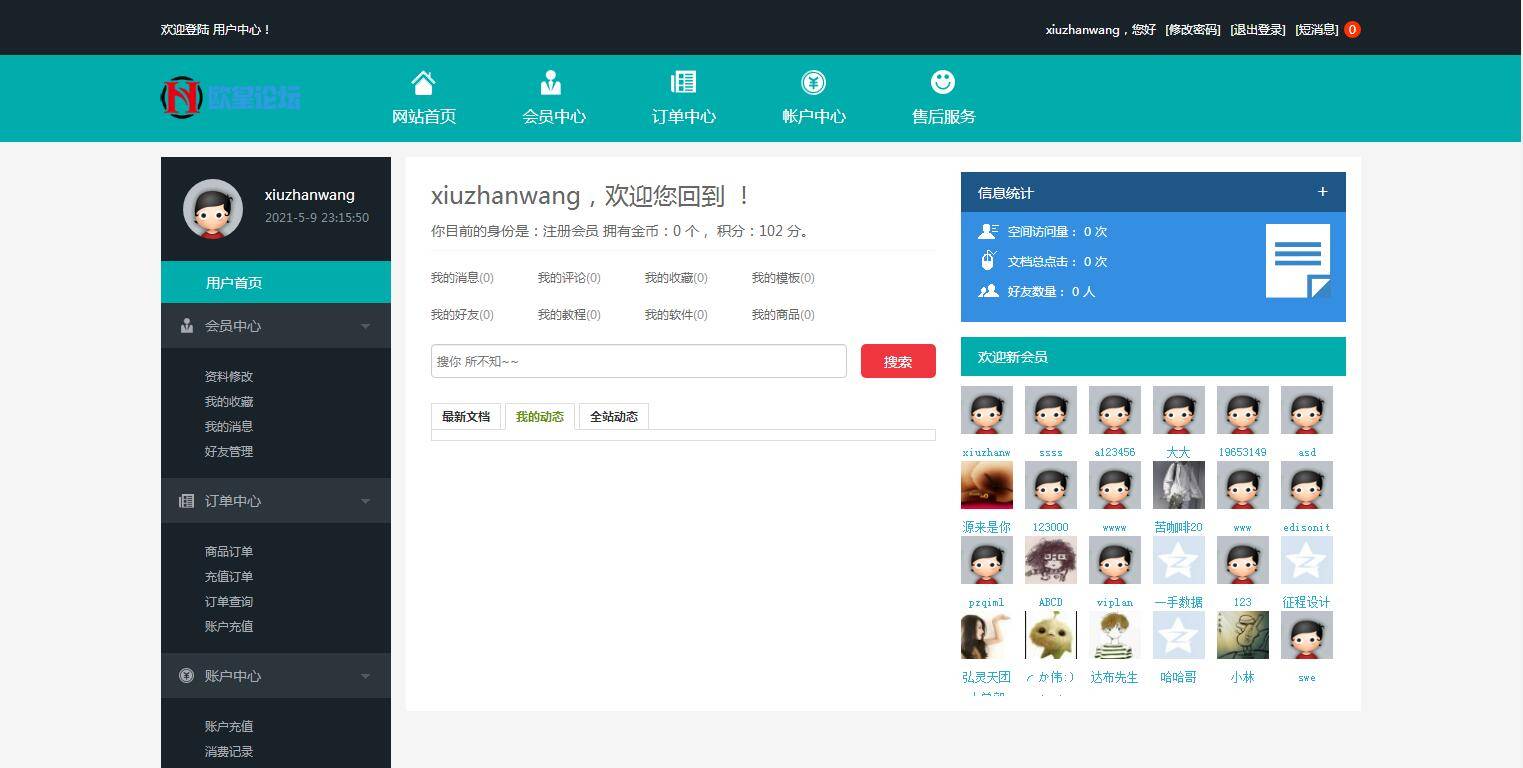 欢迎登陆 用户中心！
xiuzhanwang，您好 [修改密码] [退出登录] [短消息] 0
欧皇论坛
网站首页 会员中心 订单中心 帐户中心 售后服务
xiuzhanwang
2021-5-9 23:15:50
用户首页
会员中心
资料修改
我的收藏
我的消息
好友管理
订单中心
商品订单
充值订单
订单查询
账户充值
账户中心
账户充值
消费记录
xiuzhanwang，欢迎您回到 ！
你目前的身份是：注册会员 拥有金币：0 个， 积分：102 分。
我的消息(0) 我的评论(0) 我的收藏(0) 我的模板(0)
我的好友(0) 我的教程(0) 我的软件(0) 我的商品(0)
搜你 所不知~~ 搜索
最新文档 我的动态 全站动态
信息统计 +
空间访问量： 0 次
文档总点击： 0 次
好友数量： 0 人
欢迎新会员
xiuzhanw ssss a123456 大大 19653149 asd
源来是你 123000 wwww 苦咖啡20 www edisonit
pzqiml ABCD viplan 一手数据 123 征程设计
弘灵天团 达布先生 哈哈哥 小林 swe